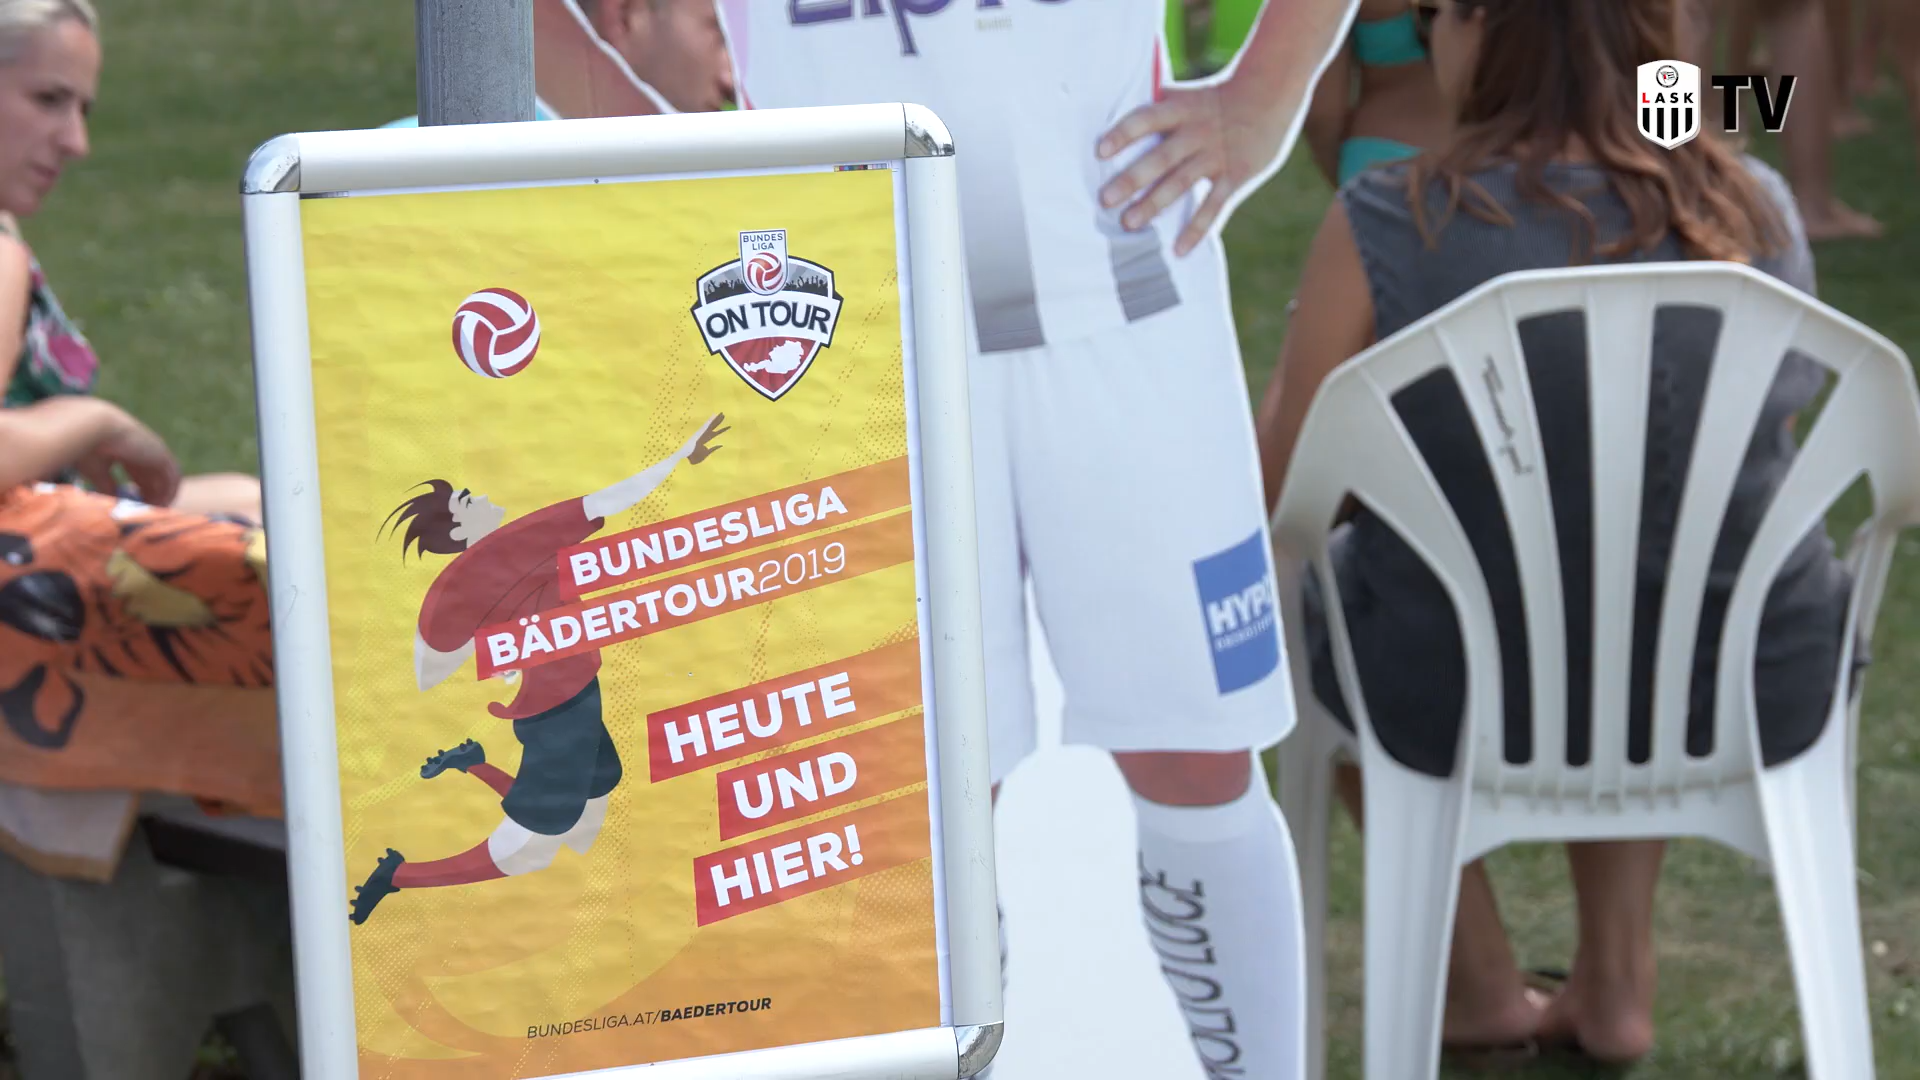 LASK TV
BUNDES
LIGA
ON TOUR
BUNDESLIGA
BÄDERTOUR2019
HEUTE
UND
HIER!
BUNDESLIGA.AT/BAEDERTOUR